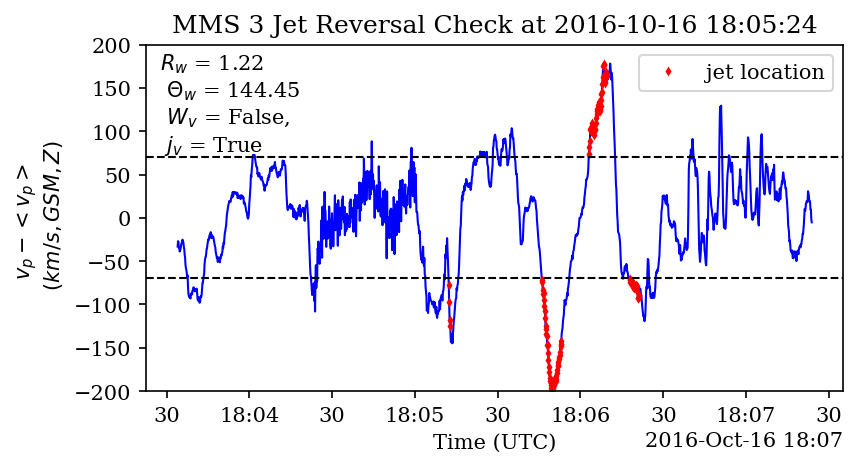 MMS 3 Jet Reversal Check at 2016-10-16 18:05:24
R_w = 1.22
Θ_w = 144.45
W_v = False,
j_v = True
jet location
v_p − < v_p >
(km/s, GSM, Z)
200
150
100
50
0
−50
−100
−150
−200
30 18:04 30 18:05 30 18:06 30 18:07 30
Time (UTC)
2016-Oct-16 18:07